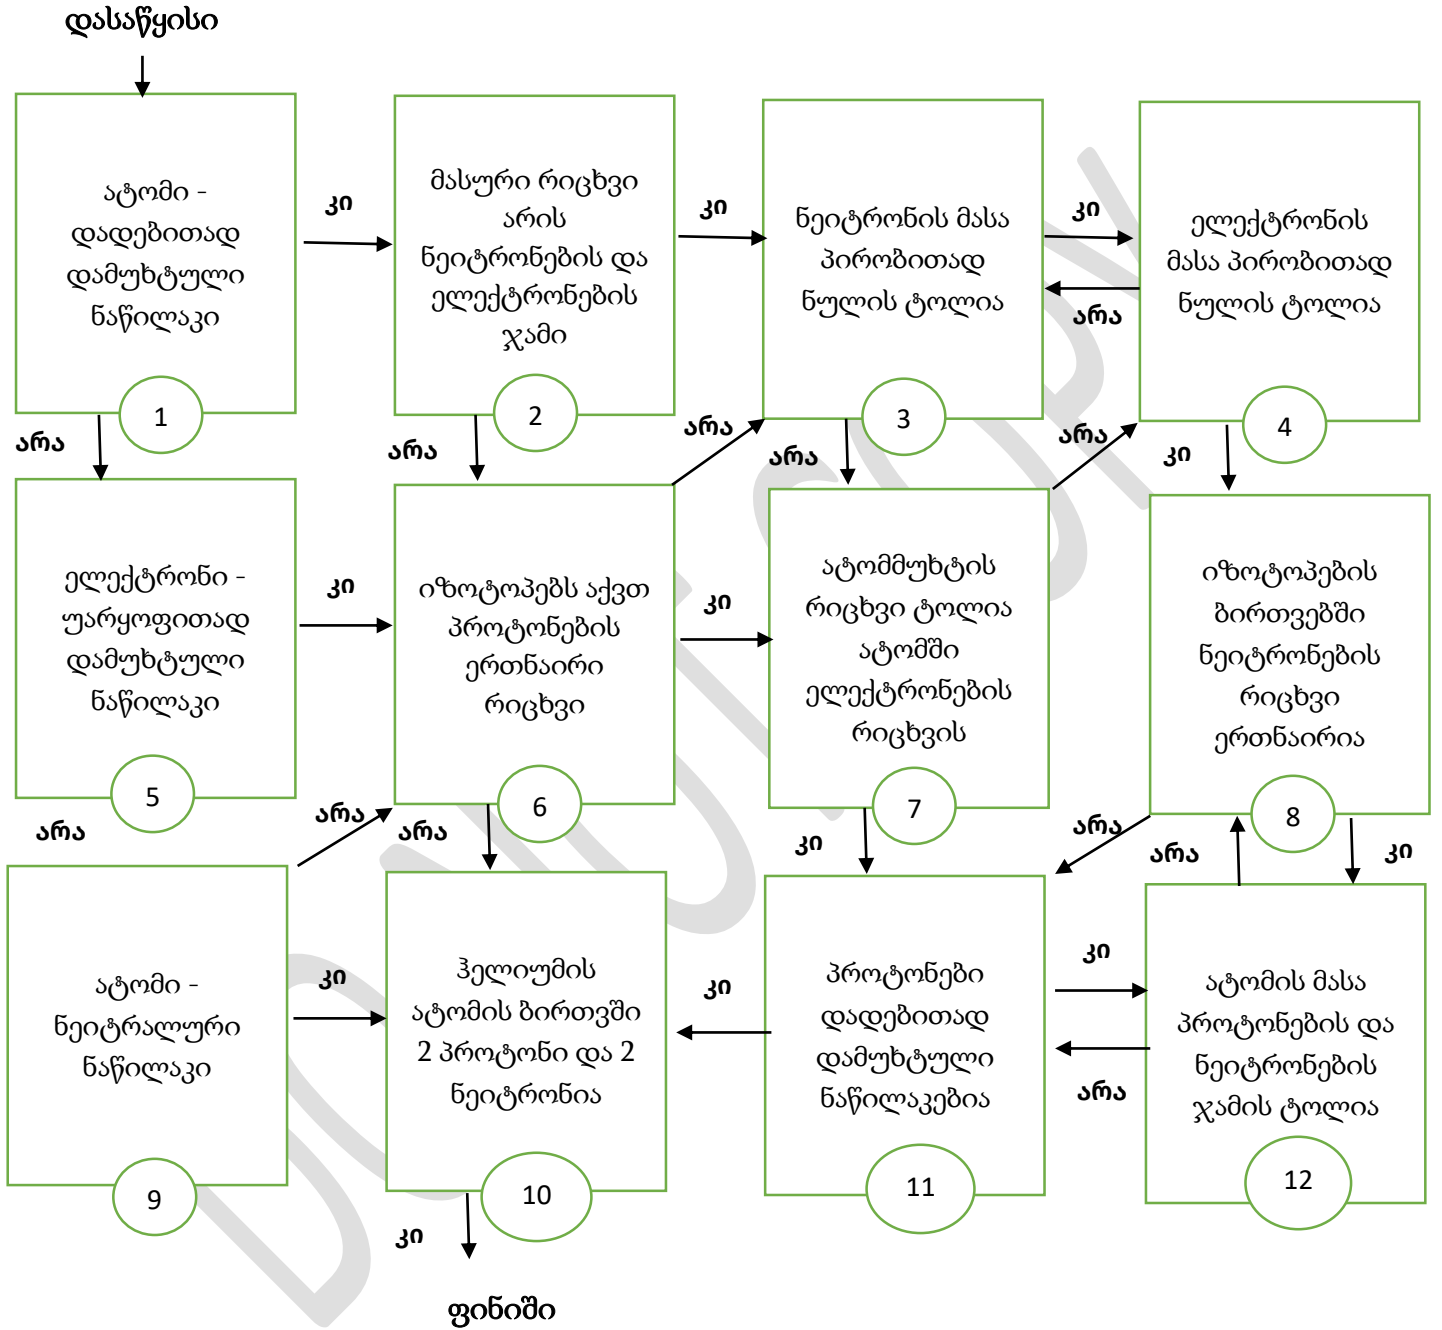 დასაწყისი
ატომი -
დადებითად
დამუხტული
ნაწილაკი
1
კი
არა
მასური რიცხვი
არის
ნეიტრონების და
ელექტრონების
ჯამი
2
კი
არა
ნეიტრონის მასა
პირობითად
ნულის ტოლია
3
კი
არა
არა
ელექტრონის
მასა პირობითად
ნულის ტოლია
4
კი
ელექტრონი -
უარყოფითად
დამუხტული
ნაწილაკი
5
კი
არა
იზოტოპებს აქვთ
პროტონების
ერთნაირი
რიცხვი
6
არა
კი
არა
ატომმუხტის
რიცხვი ტოლია
ატომში
ელექტრონების
რიცხვის
7
არა
კი
იზოტოპების
ბირთვებში
ნეიტრონების
რიცხვი
ერთნაირია
8
არა
არა
კი
ატომი -
ნეიტრალური
ნაწილაკი
9
არა
კი
ჰელიუმის
ატომის ბირთვში
2 პროტონი და 2
ნეიტრონია
10
კი
კი
პროტონები
დადებითად
დამუხტული
ნაწილაკებია
11
კი
არა
ატომის მასა
პროტონების და
ნეიტრონების
ჯამის ტოლია
12
ფინიში
DO NOT COPY